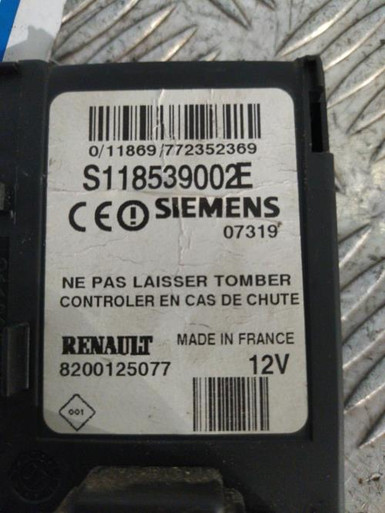 0/11869/772352369
S118539002E
CE SIEMENS
07319
NE PAS LAISSER TOMBER
CONTROLER EN CAS DE CHUTE
RENAULT MADE IN FRANCE
8200125077 12V
001